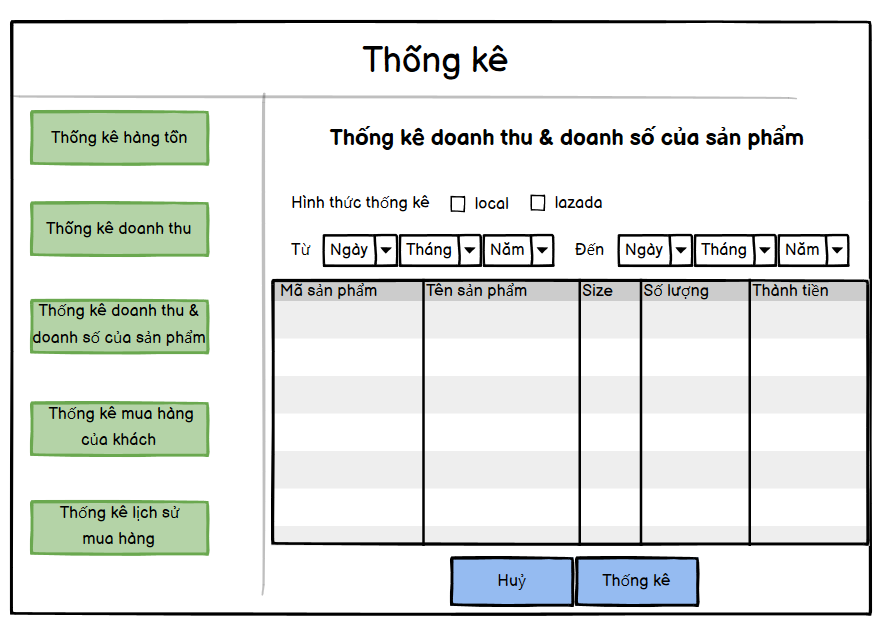 Thống kê
Thống kê hàng tồn
Thống kê doanh thu
Thống kê doanh thu &
doanh số của sản phẩm
Thống kê mua hàng
của khách
Thống kê lịch sử
mua hàng
Thống kê doanh thu & doanh số của sản phẩm
Hình thức thống kê local lazada
Từ Ngày Tháng Năm Đến Ngày Tháng Năm
Mã sản phẩm Tên sản phẩm Size Số lượng Thành tiền
Huỷ Thống kê